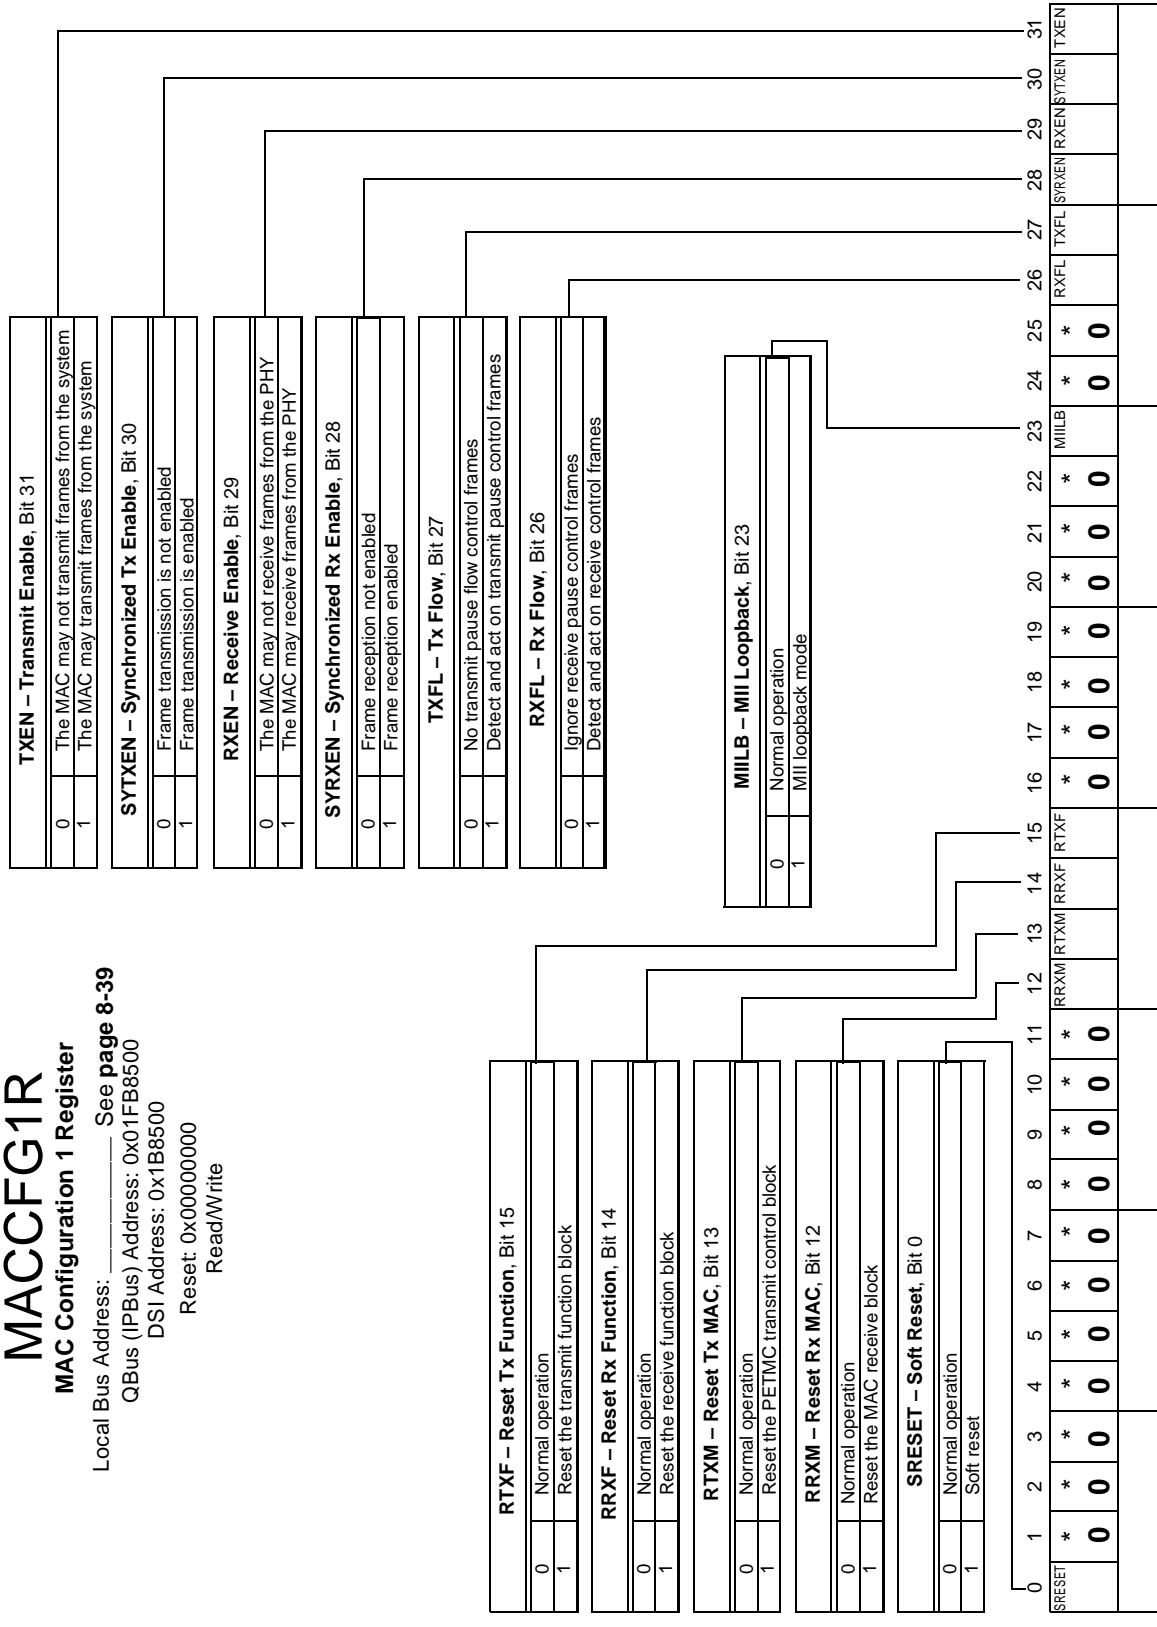 MACCFG1R
MAC Configuration 1 Register
Local Bus Address: __________ See page 8-39
QBus (IPBus) Address: 0x01FB8500
DSI Address: 0x1B8500
Reset: 0x00000000
Read/Write
TXEN – Transmit Enable, Bit 31
0 The MAC may not transmit frames from the system
1 The MAC may transmit frames from the system
SYTXEN – Synchronized Tx Enable, Bit 30
0 Frame transmission is not enabled
1 Frame transmission is enabled
RXEN – Receive Enable, Bit 29
0 The MAC may not receive frames from the PHY
1 The MAC may receive frames from the PHY
SYRXEN – Synchronized Rx Enable, Bit 28
0 Frame reception not enabled
1 Frame reception enabled
TXFL – Tx Flow, Bit 27
0 No transmit pause flow control frames
1 Detect and act on transmit pause control frames
RXFL – Rx Flow, Bit 26
0 Ignore receive pause control frames
1 Detect and act on receive control frames
MIILB – MII Loopback, Bit 23
0 Normal operation
1 MII loopback mode
RTXF – Reset Tx Function, Bit 15
0 Normal operation
1 Reset the transmit function block
RRXF – Reset Rx Function, Bit 14
0 Normal operation
1 Reset the receive function block
RTXM – Reset Tx MAC, Bit 13
0 Normal operation
1 Reset the PETMC transmit control block
RRXM – Reset Rx MAC, Bit 12
0 Normal operation
1 Reset the MAC receive block
SRESET – Soft Reset, Bit 0
0 Normal operation
1 Soft reset
0 1 2 3 4 5 6 7 8 9 10 11 12 13 14 15 16 17 18 19 20 21 22 23 24 25 26 27 28 29 30 31
SRESET * * * * * * * * * * * RRXM RTXM RRXF RTXF * * * * * * * MIILB * * RXFL TXFL SYRXEN RXEN SYTXEN TXEN
0 0 0 0 0 0 0 0 0 0 0 0 0 0 0 0 0 0 0 0